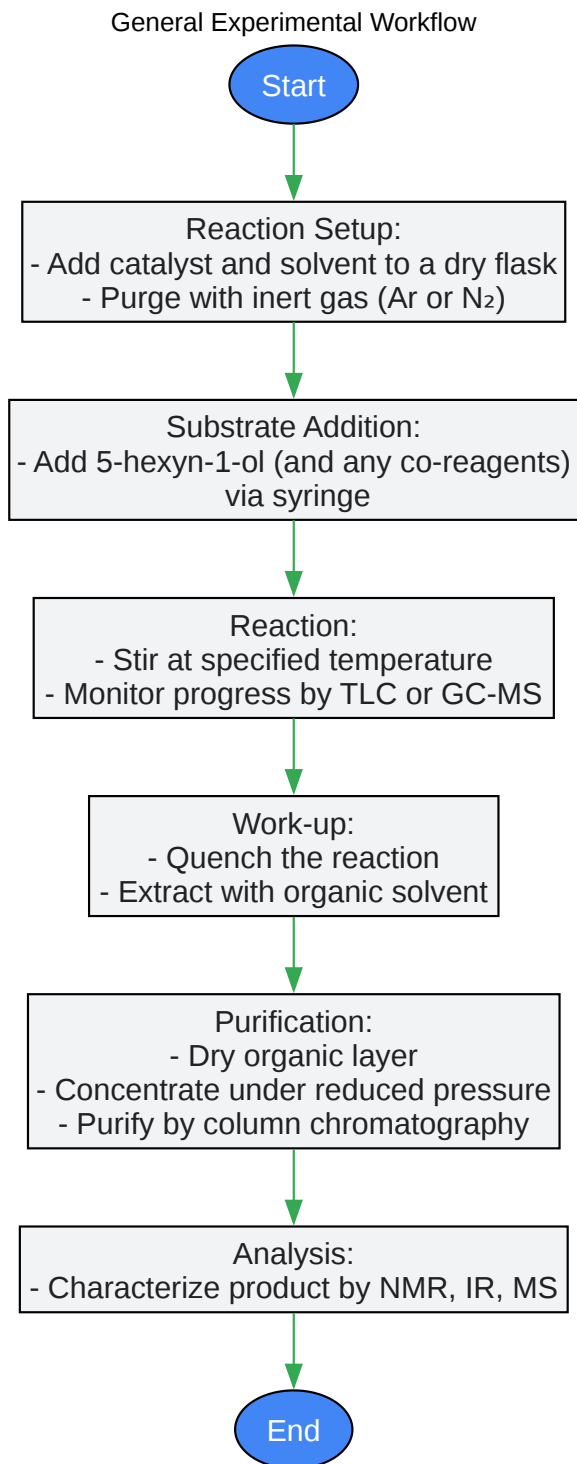 General Experimental Workflow
Start
Reaction Setup:
- Add catalyst and solvent to a dry flask
- Purge with inert gas (Ar or N₂)
Substrate Addition:
- Add 5-hexyn-1-ol (and any co-reagents)
via syringe
Reaction:
- Stir at specified temperature
- Monitor progress by TLC or GC-MS
Work-up:
- Quench the reaction
- Extract with organic solvent
Purification:
- Dry organic layer
- Concentrate under reduced pressure
- Purify by column chromatography
Analysis:
- Characterize product by NMR, IR, MS
End